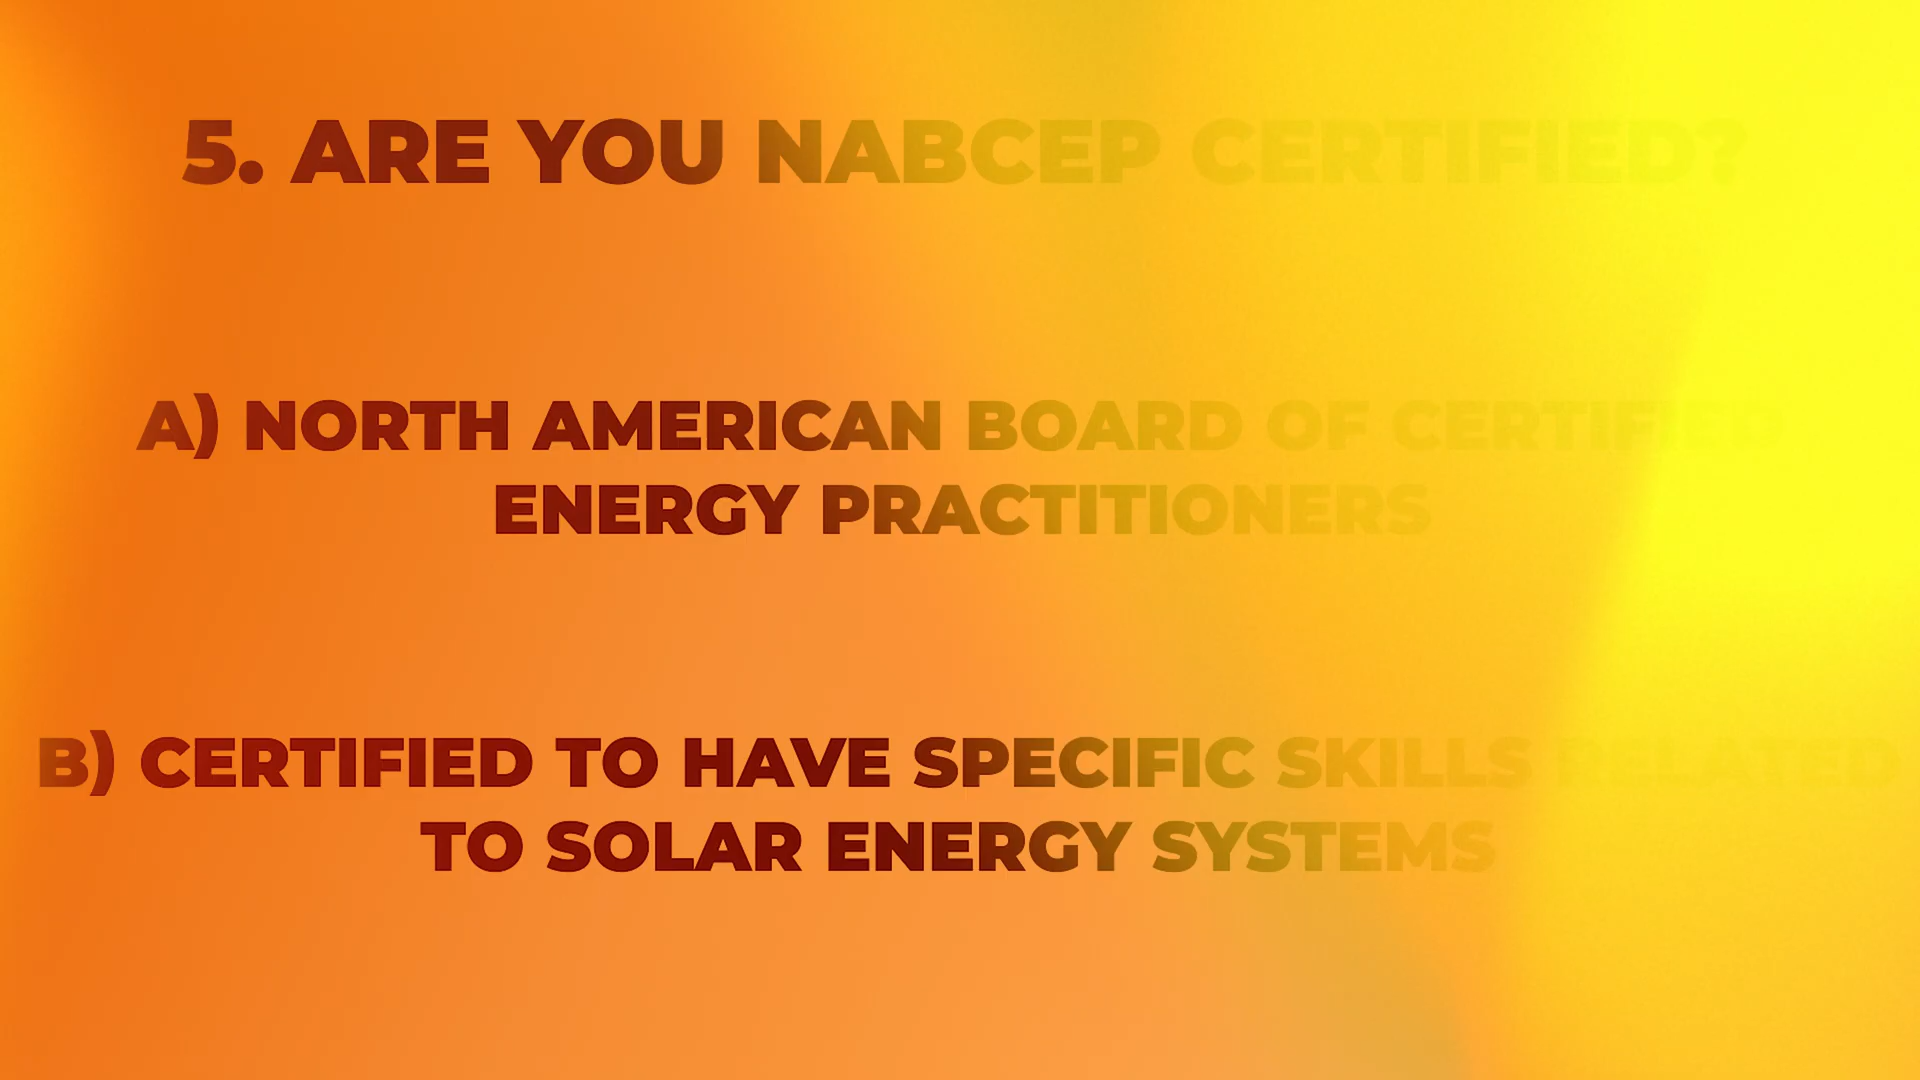 5. ARE YOU NABCEP CERTIFIED?
A) NORTH AMERICAN BOARD OF CERTIFIED
ENERGY PRACTITIONERS
B) CERTIFIED TO HAVE SPECIFIC SKILLS RELATED
TO SOLAR ENERGY SYSTEMS